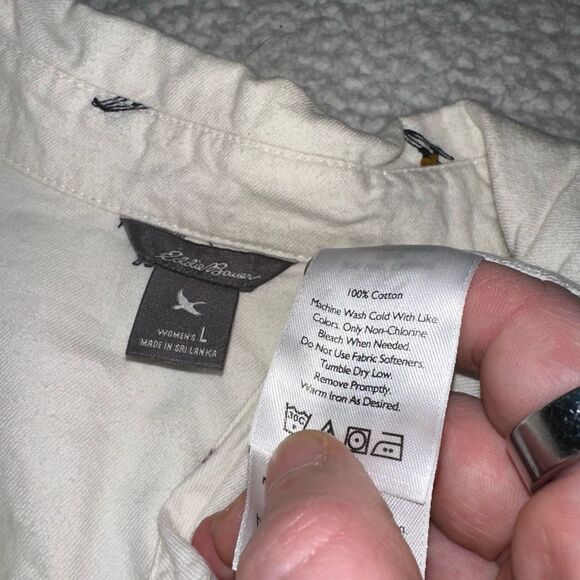 Eddie Bauer
WOMEN'S L
MADE IN SRI LANKA
100% Cotton
Machine Wash Cold With Like
Colors. Only Non-Chlorine
Bleach When Needed.
Do Not Use Fabric Softeners.
Tumble Dry Low.
Remove Promptly.
Warm Iron As Desired.
30C